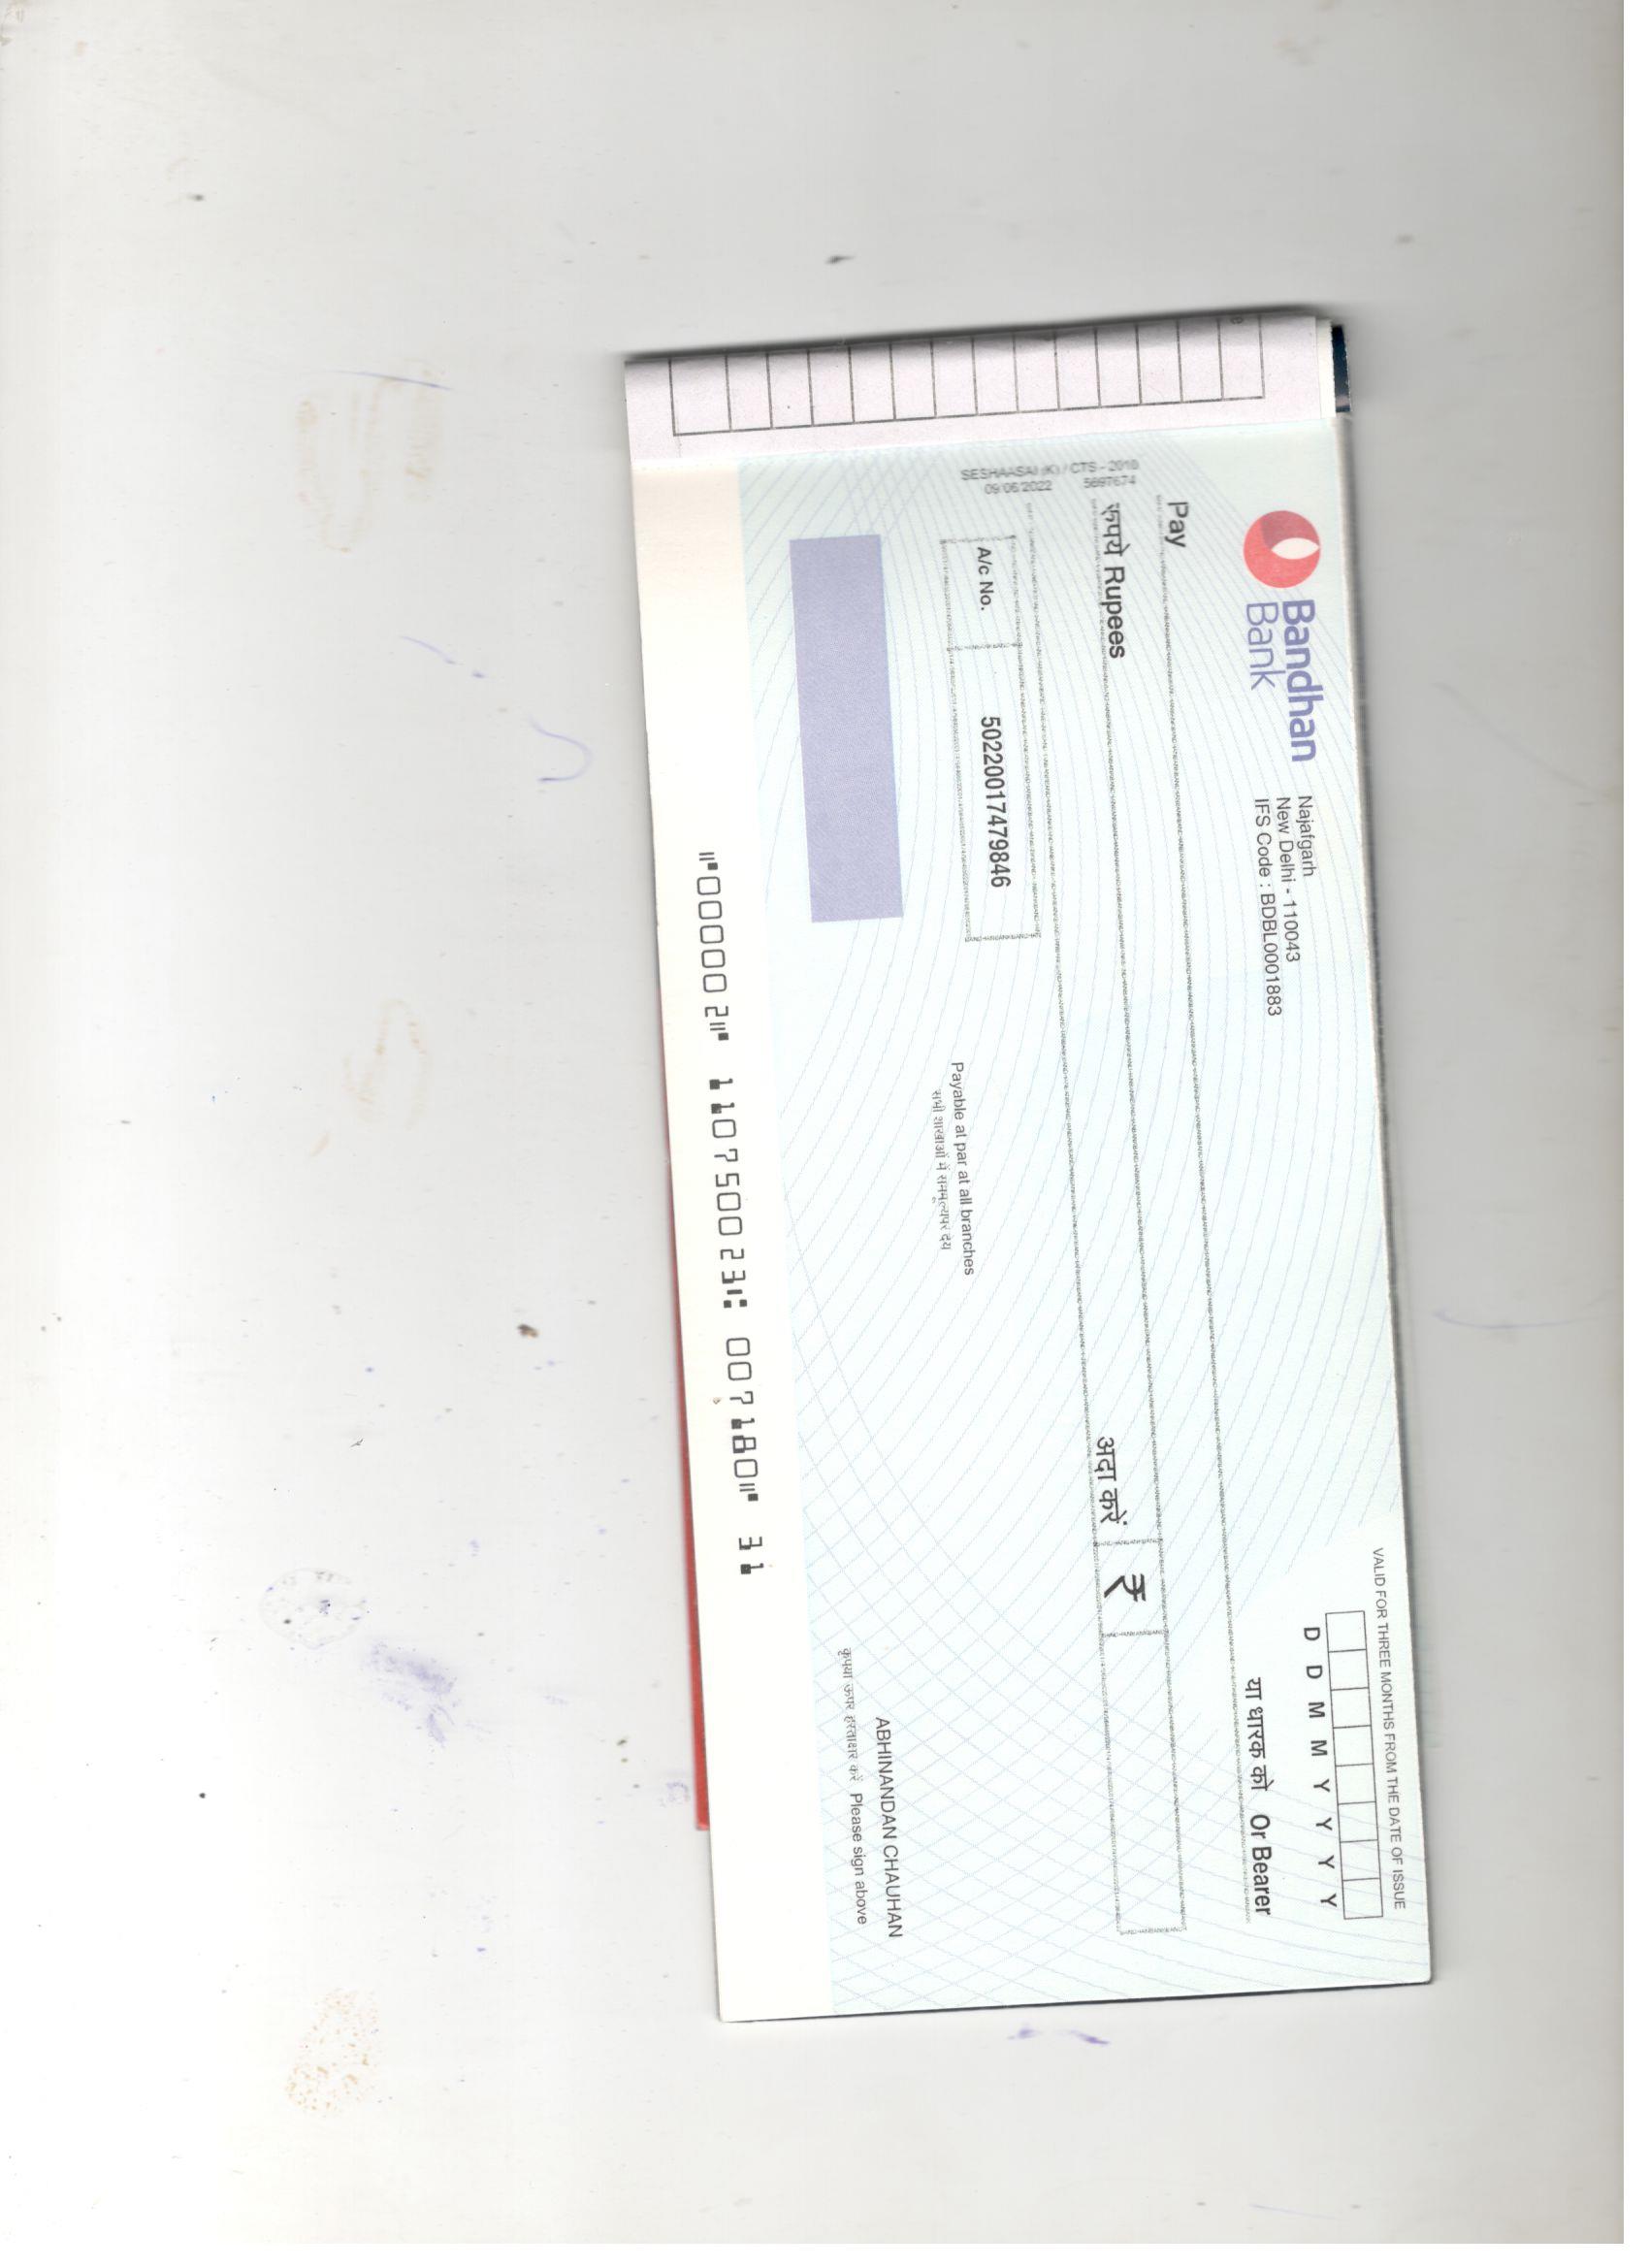 VALID FOR THREE MONTHS FROM THE DATE OF ISSUE
Bandhan
Bank
Najafgarh
New Delhi - 110043
IFS Code : BDBL0001883
D D M M Y Y Y Y
Pay
या धारक को Or Bearer
रुपये Rupees
अदा करें ₹
SESHAASAI (K) / CTS - 2010
09/06/2022 5697674
A/c No. 50220017479846
Payable at par at all branches
सभी शाखाओं में सममूल्यपर देय
ABHINANDAN CHAUHAN
कृपया ऊपर हस्ताक्षर करें Please sign above
⑈000002⑈ 110750023⑆ 007180⑈ 31